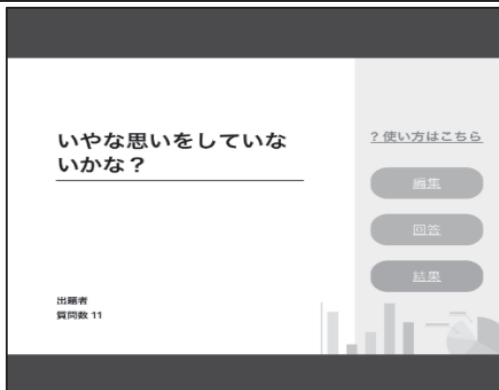 いやな思いをしていな
いかな？
? 使い方はこちら
編集
回答
結果
出題者
質問数 11